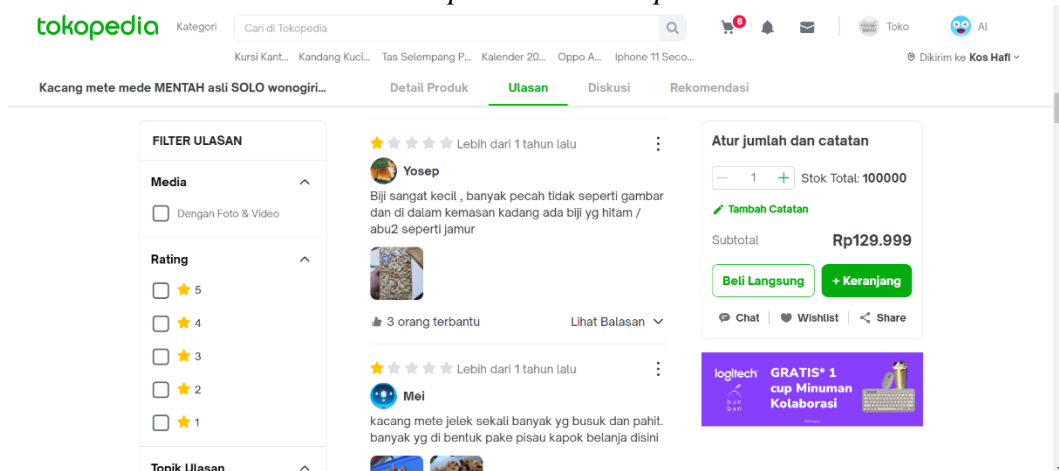 tokopedia Kategori Cari di Tokopedia 6 Toko Al
Kursi Kant... Kandang Kuci... Tas Selempang P... Kalender 20... Oppo A... Iphone 11 Seco... Dikirim ke Kos Hafl
Kacang mete mede MENTAH asli SOLO wonogiri... Detail Produk Ulasan Diskusi Rekomendasi
FILTER ULASAN
Media
Dengan Foto & Video
Rating
5
4
3
2
1
Topik Ulasan
Lebih dari 1 tahun lalu
Yosep
Biji sangat kecil , banyak pecah tidak seperti gambar
dan di dalam kemasan kadang ada biji yg hitam /
abu2 seperti jamur
3 orang terbantu Lihat Balasan
Lebih dari 1 tahun lalu
Mei
kacang mete jelek sekali banyak yg busuk dan pahit.
banyak yg di bentuk pake pisau kapok belanja disini
Atur jumlah dan catatan
1 Stok Total: 100000
Tambah Catatan
Subtotal Rp129.999
Beli Langsung + Keranjang
Chat Wishlist Share
logitech GRATIS* 1
cup Minuman
Kolaborasi
ban
ban